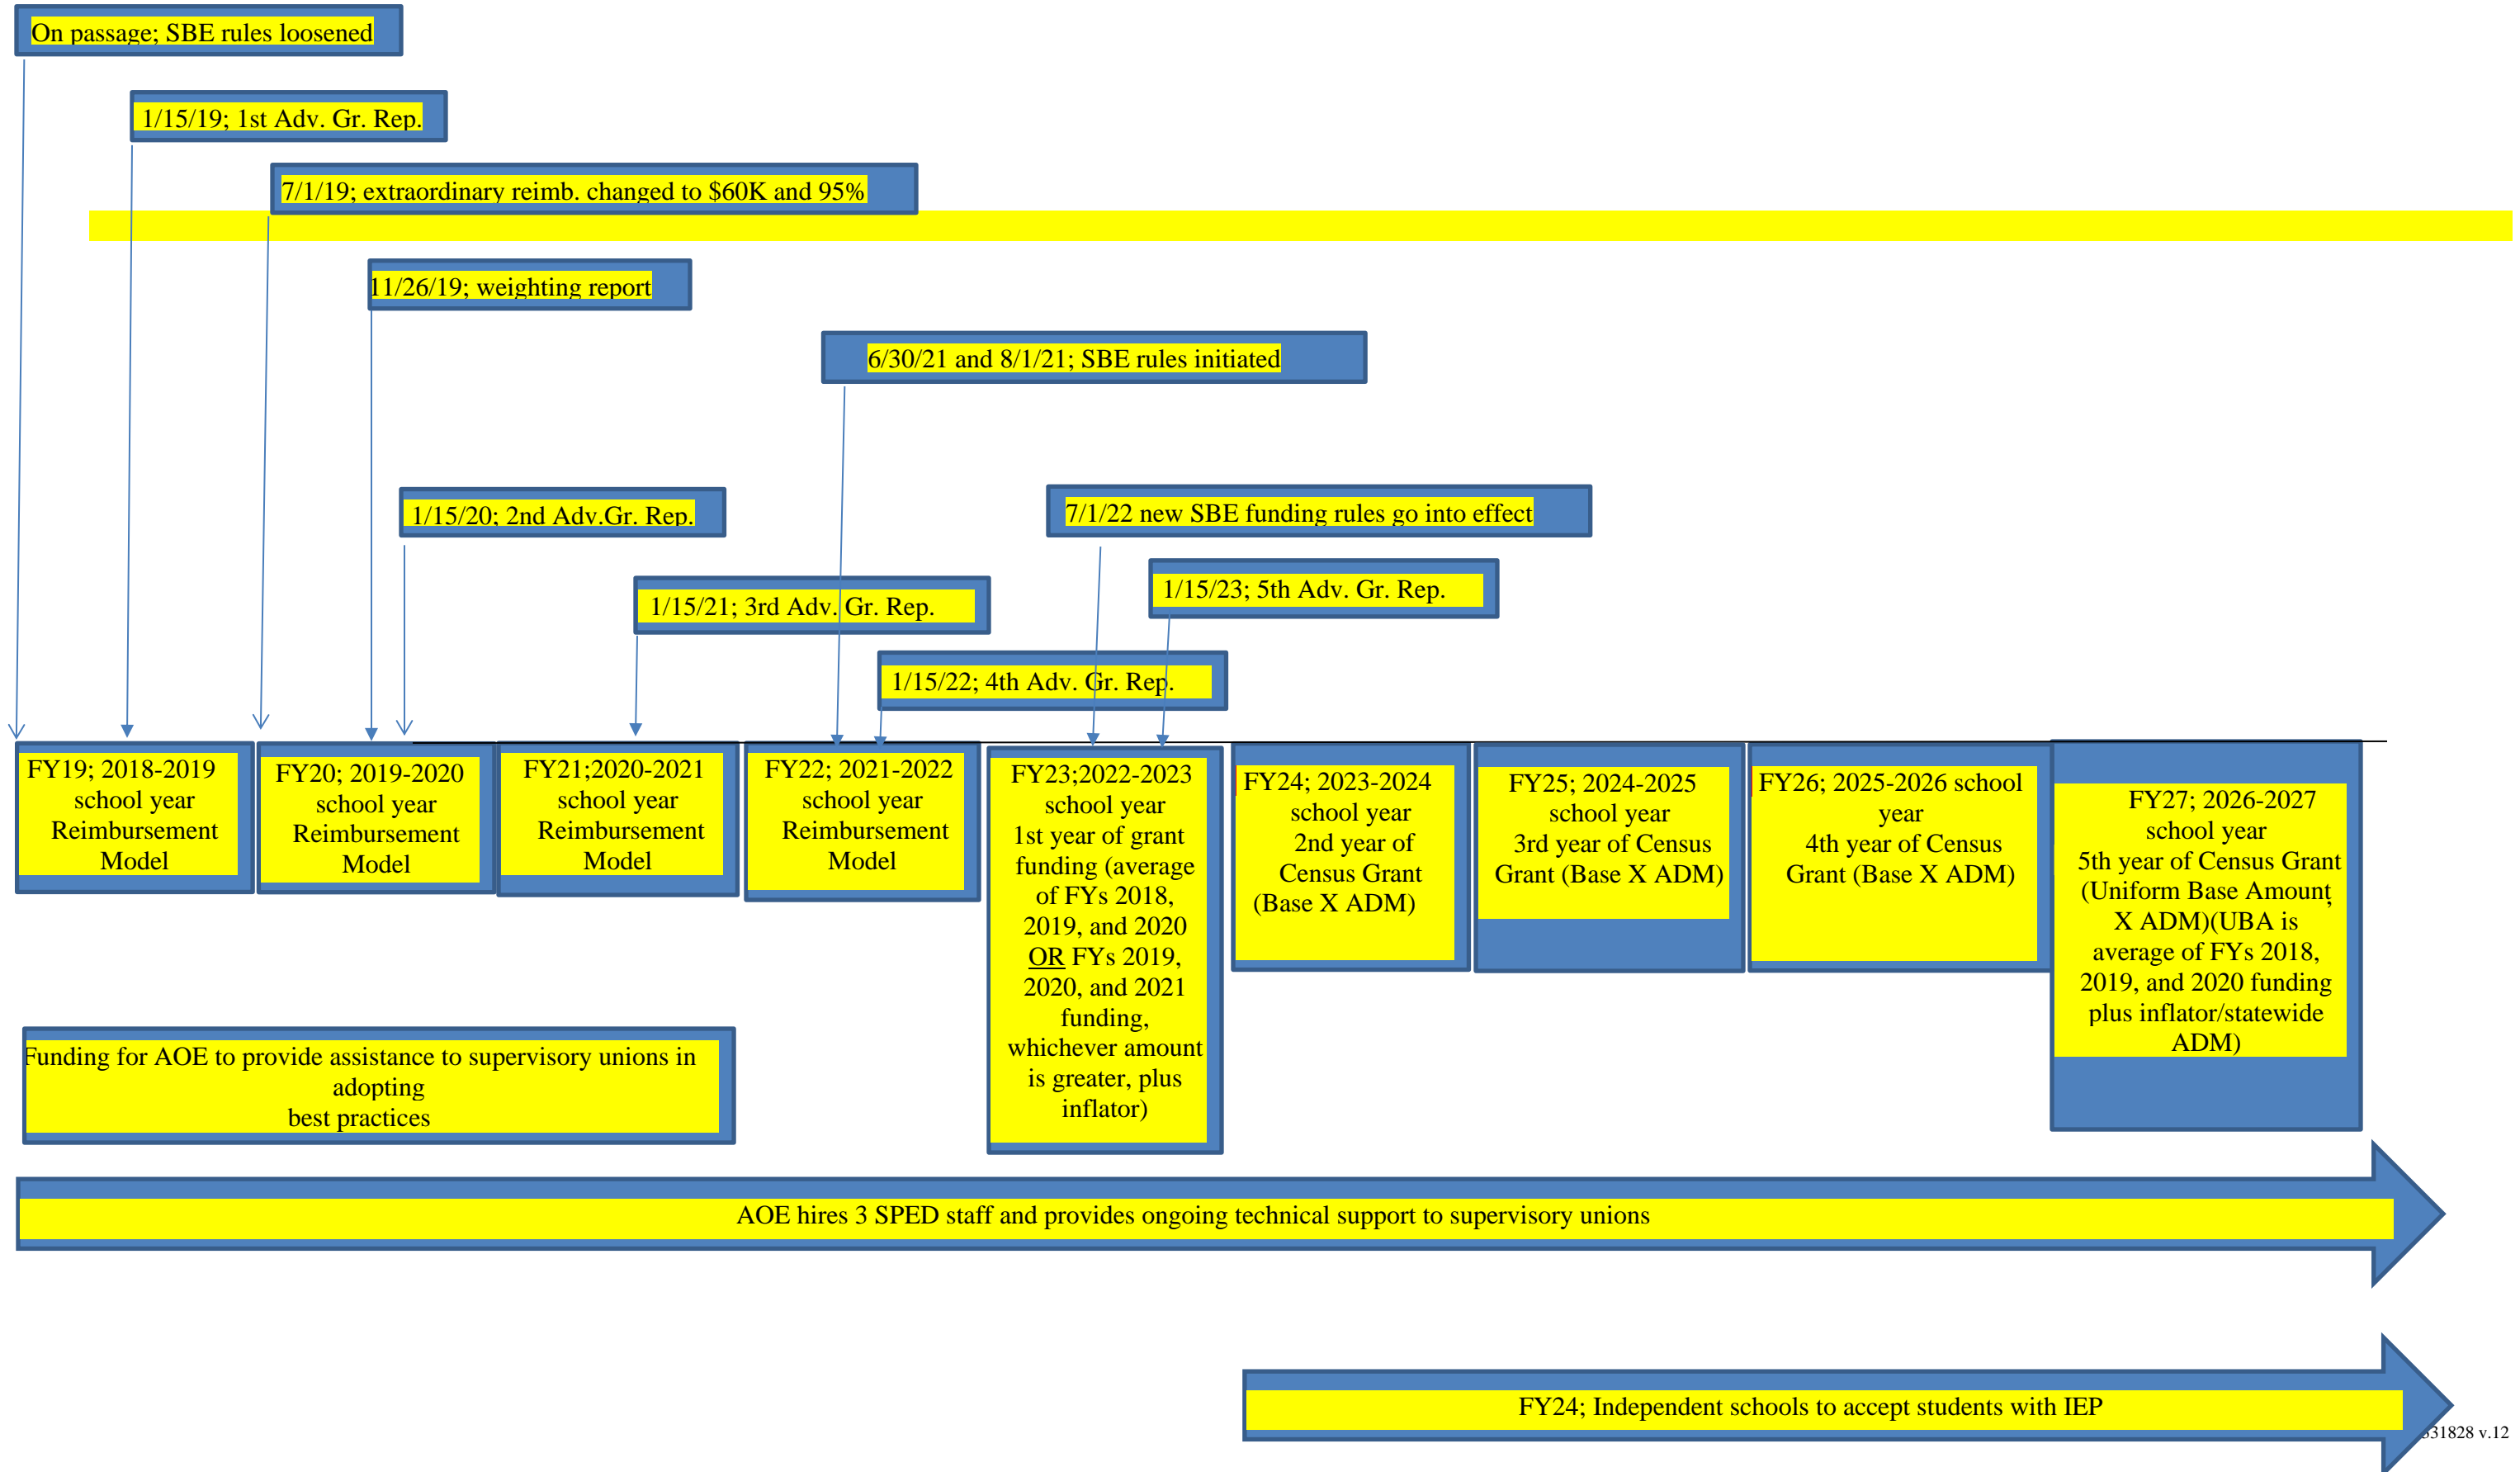 On passage; SBE rules loosened
1/15/19; 1st Adv. Gr. Rep.
7/1/19; extraordinary reimb. changed to $60K and 95%
11/26/19; weighting report
6/30/21 and 8/1/21; SBE rules initiated
1/15/20; 2nd Adv.Gr. Rep.
7/1/22 new SBE funding rules go into effect
1/15/21; 3rd Adv. Gr. Rep.
1/15/23; 5th Adv. Gr. Rep.
1/15/22; 4th Adv. Gr. Rep.
FY19; 2018-2019
school year
Reimbursement
Model
FY20; 2019-2020
school year
Reimbursement
Model
FY21;2020-2021
school year
Reimbursement
Model
FY22; 2021-2022
school year
Reimbursement
Model
FY23;2022-2023
school year
1st year of grant
funding (average
of FYs 2018,
2019, and 2020
OR FYs 2019,
2020, and 2021
funding,
whichever amount
is greater, plus
inflator)
FY24; 2023-2024
school year
2nd year of
Census Grant
(Base X ADM)
FY25; 2024-2025
school year
3rd year of Census
Grant (Base X ADM)
FY26; 2025-2026 school
year
4th year of Census
Grant (Base X ADM)
FY27; 2026-2027
school year
5th year of Census Grant
(Uniform Base Amount,
X ADM)(UBA is
average of FYs 2018,
2019, and 2020 funding
plus inflator/statewide
ADM)
Funding for AOE to provide assistance to supervisory unions in
adopting
best practices
AOE hires 3 SPED staff and provides ongoing technical support to supervisory unions
FY24; Independent schools to accept students with IEP
31828 v.12